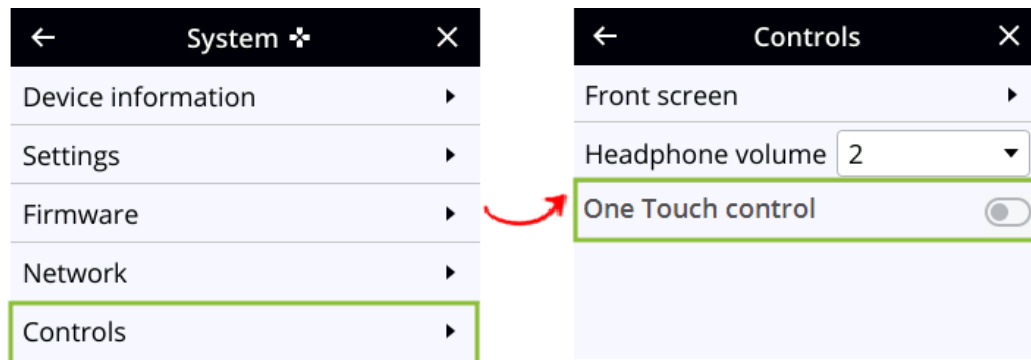 System
Device information
Settings
Firmware
Network
Controls
Controls
Front screen
Headphone volume 2
One Touch control